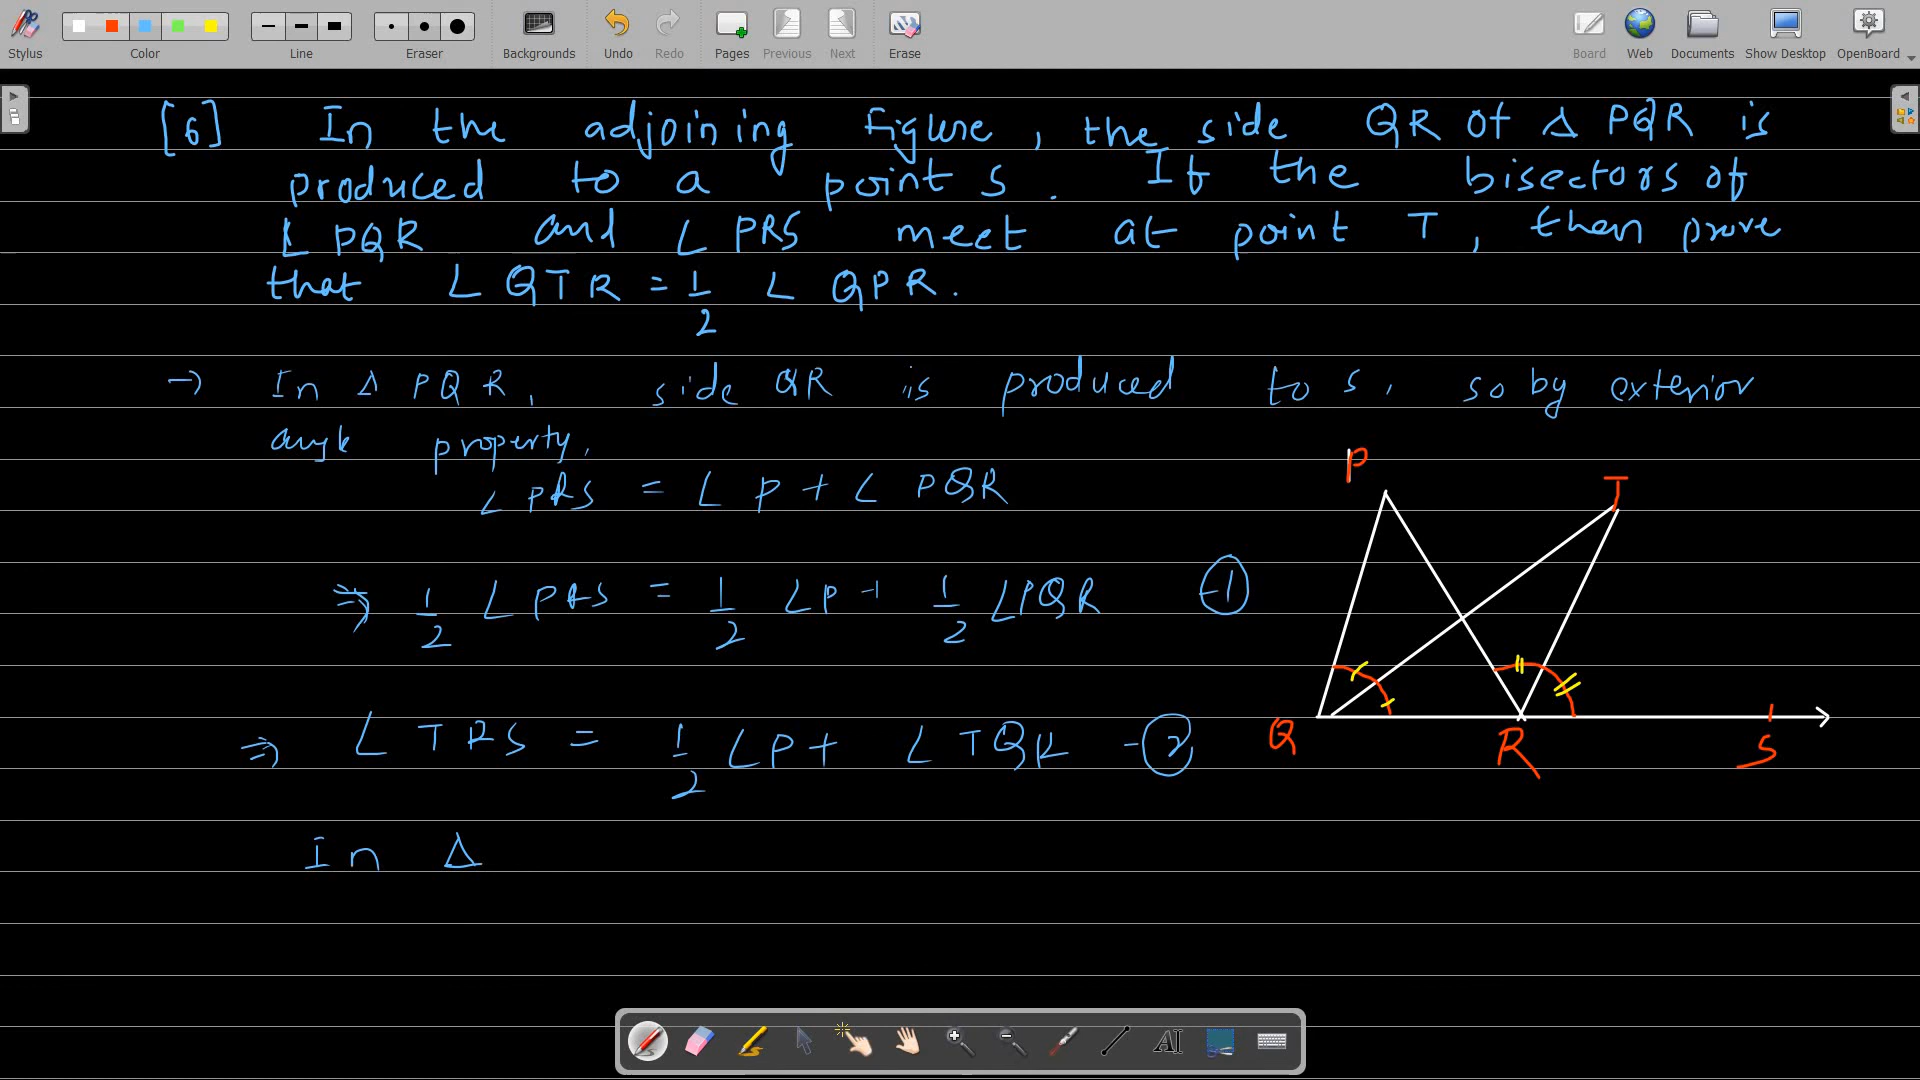 Stylus Color Line Eraser Backgrounds Undo Redo Pages Previous Next Erase Board Web Documents Show Desktop OpenBoard
[6] In the adjoining figure, the side QR of Δ PQR is
produced to a point S. If the bisectors of
∠ PQR and ∠ PRS meet at point T, then prove
that ∠ QTR = 1/2 ∠ QPR.
→ In Δ PQR, side QR is produced to S, so by exterior
angle property,
∠ PRS = ∠ P + ∠ PQR
⇒ 1/2 ∠ PRS = 1/2 ∠P + 1/2 ∠PQR -1
⇒ ∠ TRS = 1/2 ∠P + ∠ TQR -2
In Δ
P
T
Q
R
S